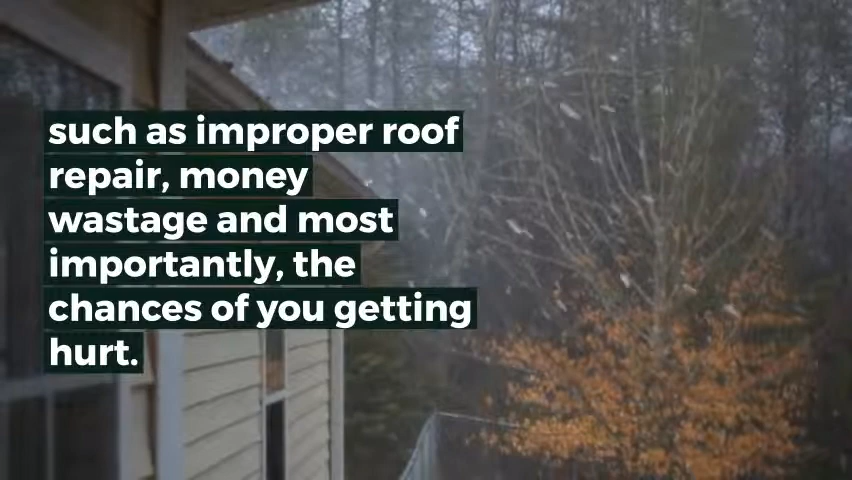 such as improper roof
repair, money
wastage and most
importantly, the
chances of you getting
hurt.